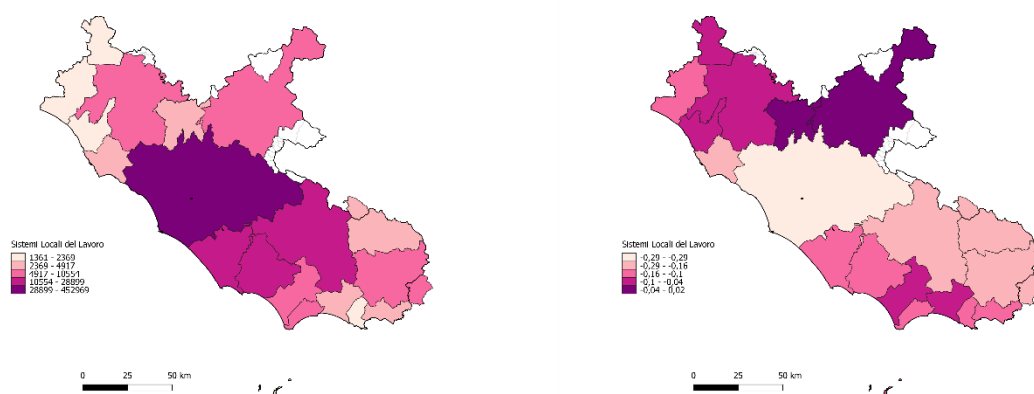 Sistemi Locali del Lavoro
1361 - 2369
2369 - 4917
4917 - 10554
10554 - 28899
28899 - 452969
0 25 50 km
Sistemi Locali del Lavoro
-0,29 - -0,29
-0,29 - -0,16
-0,16 - -0,1
-0,1 - -0,04
-0,04 - 0,02
0 25 50 km